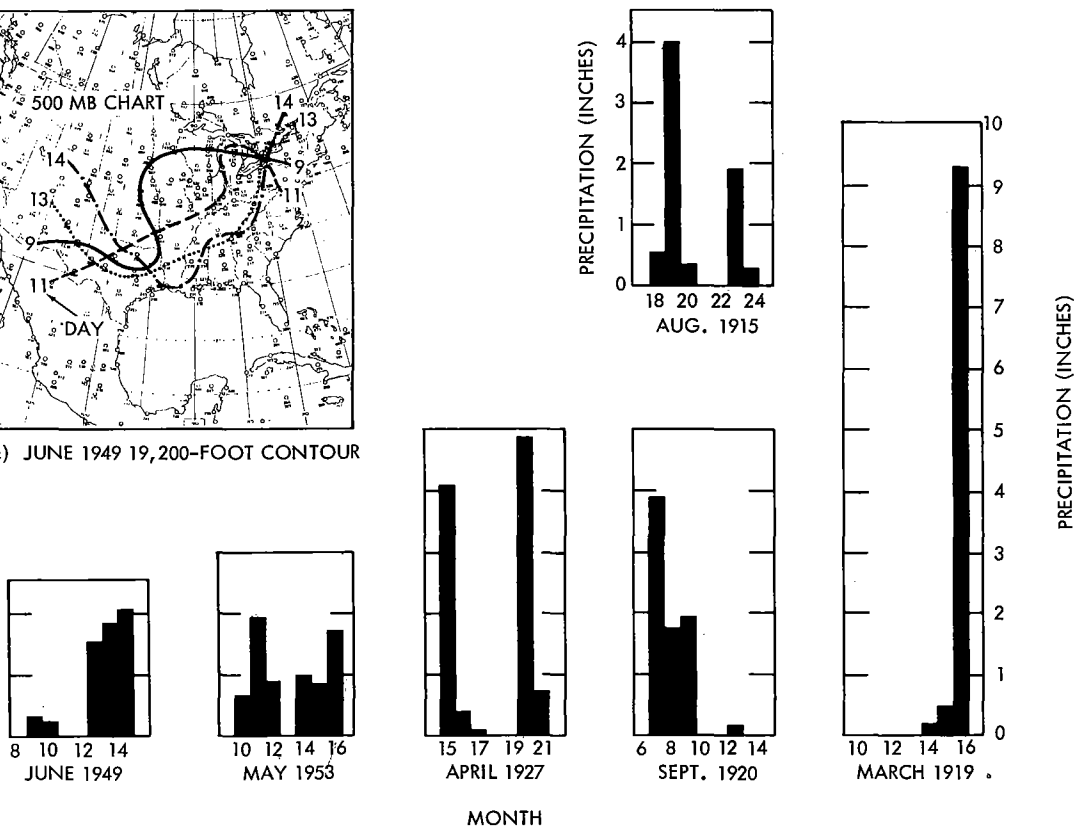 500 MB CHART
14
13
14
9
13
11
9
11
DAY
) JUNE 1949 19,200-FOOT CONTOUR
PRECIPITATION (INCHES)
4
3
2
1
0
18 20 22 24
AUG. 1915
10
9
8
7
6
5
4
3
2
1
0
PRECIPITATION (INCHES)
8 10 12 14
JUNE 1949
10 12 14 16
MAY 1953
15 17 19 21
APRIL 1927
6 8 10 12 14
SEPT. 1920
10 12 14 16
MARCH 1919
MONTH